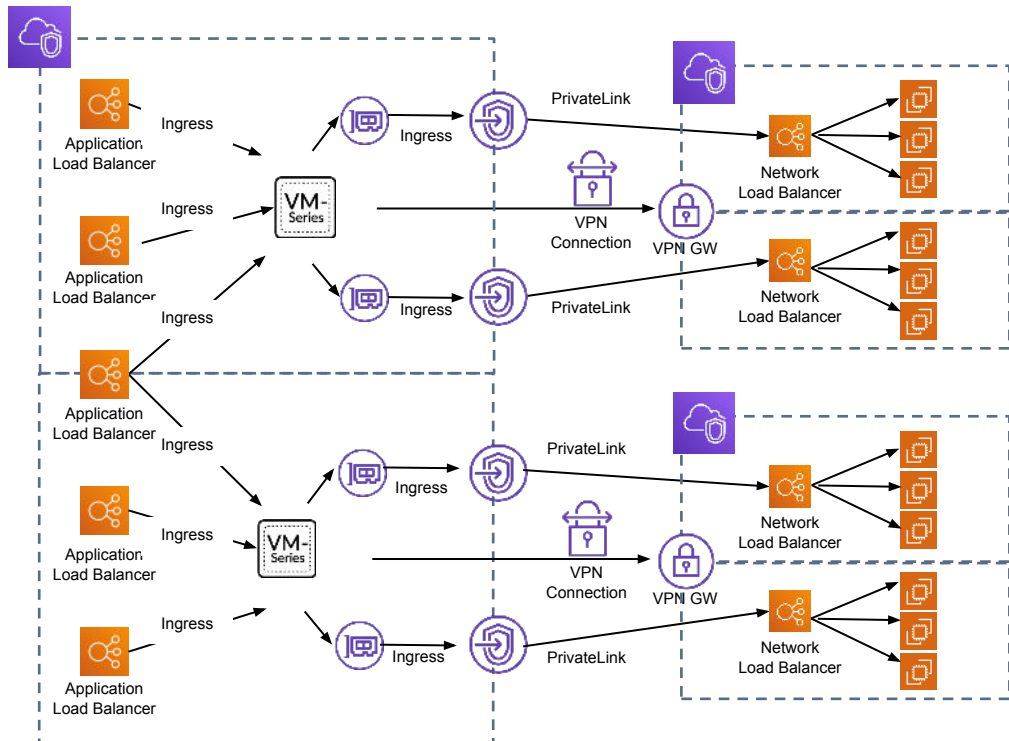 Application
Load Balancer
Ingress
Ingress
PrivateLink
Network
Load Balancer
Application
Load Balancer
Ingress
VM-
Series
VPN
Connection
VPN GW
Ingress
Ingress
PrivateLink
Network
Load Balancer
Application
Load Balancer
Ingress
Ingress
PrivateLink
Network
Load Balancer
Application
Load Balancer
Ingress
VM-
Series
VPN
Connection
VPN GW
Application
Load Balancer
Ingress
Ingress
PrivateLink
Network
Load Balancer